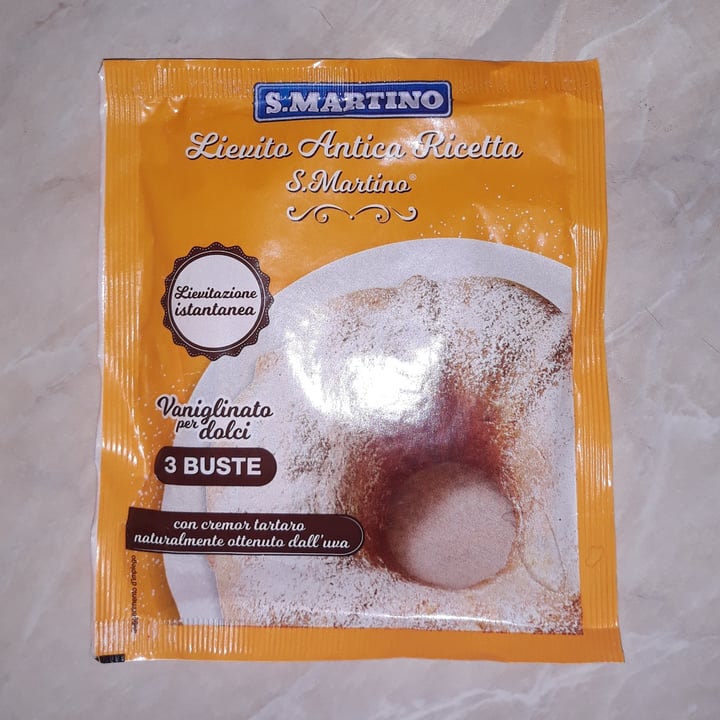 S.MARTINO
Lievito Antica Ricetta
S.Martino®
Lievitazione
istantanea
Vaniglinato
per
dolci
3 BUSTE
con cremor tartaro
naturalmente ottenuto dall'uva
d'impiego